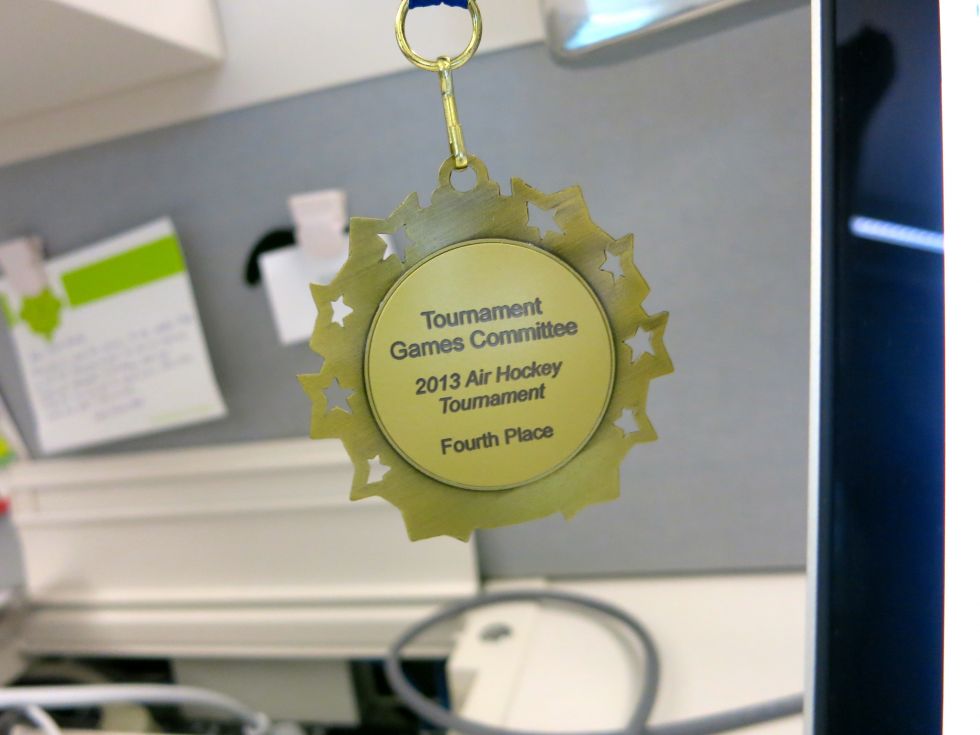 Tournament
Games Committee
2013 Air Hockey
Tournament
Fourth Place